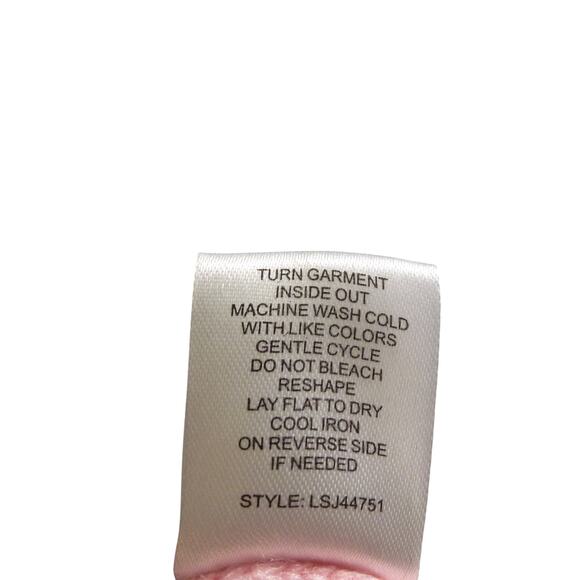 TURN GARMENT
INSIDE OUT
MACHINE WASH COLD
WITH LIKE COLORS
GENTLE CYCLE
DO NOT BLEACH
RESHAPE
LAY FLAT TO DRY
COOL IRON
ON REVERSE SIDE
IF NEEDED
STYLE: LSJ44751